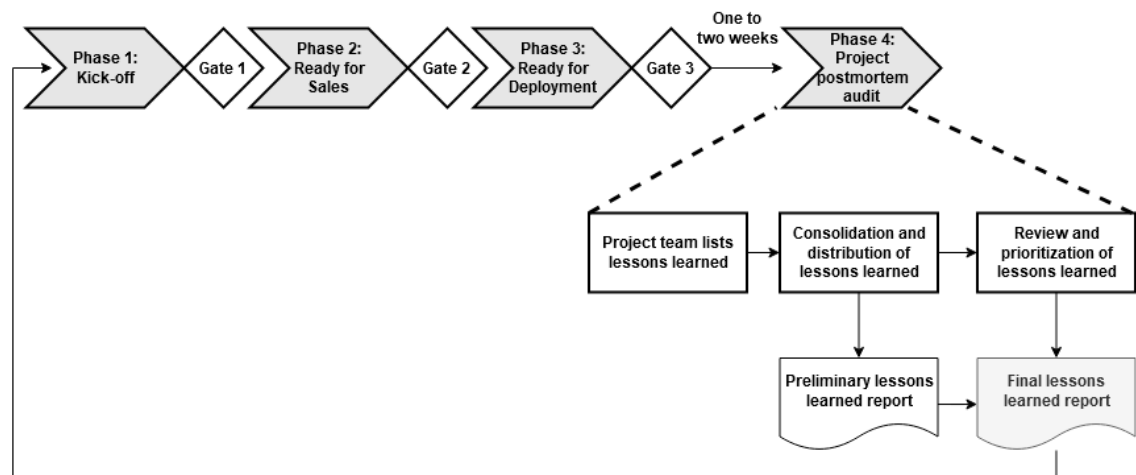 Phase 1:
Kick-off
Gate 1
Phase 2:
Ready for
Sales
Gate 2
Phase 3:
Ready for
Deployment
Gate 3
One to
two weeks
Phase 4:
Project
postmortem
audit
Project team lists
lessons learned
Consolidation and
distribution of
lessons learned
Review and
prioritization of
lessons learned
Preliminary lessons
learned report
Final lessons
learned report